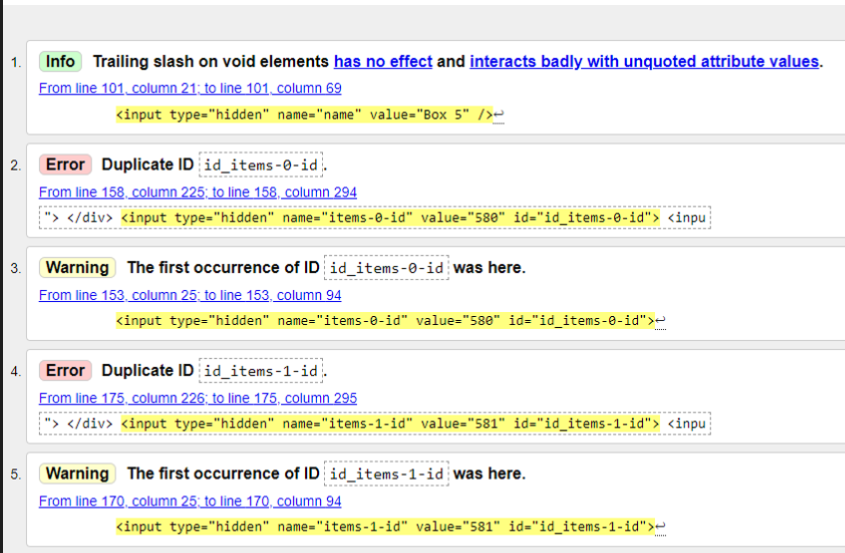 1. Info Trailing slash on void elements has no effect and interacts badly with unquoted attribute values.
From line 101, column 21; to line 101, column 69
<input type="hidden" name="name" value="Box 5" />↩
2. Error Duplicate ID id_items-0-id.
From line 158, column 225; to line 158, column 294
"> </div> <input type="hidden" name="items-0-id" value="580" id="id_items-0-id"> <inpu
3. Warning The first occurrence of ID id_items-0-id was here.
From line 153, column 25; to line 153, column 94
<input type="hidden" name="items-0-id" value="580" id="id_items-0-id">↩
4. Error Duplicate ID id_items-1-id.
From line 175, column 226; to line 175, column 295
"> </div> <input type="hidden" name="items-1-id" value="581" id="id_items-1-id"> <inpu
5. Warning The first occurrence of ID id_items-1-id was here.
From line 170, column 25; to line 170, column 94
<input type="hidden" name="items-1-id" value="581" id="id_items-1-id">↩